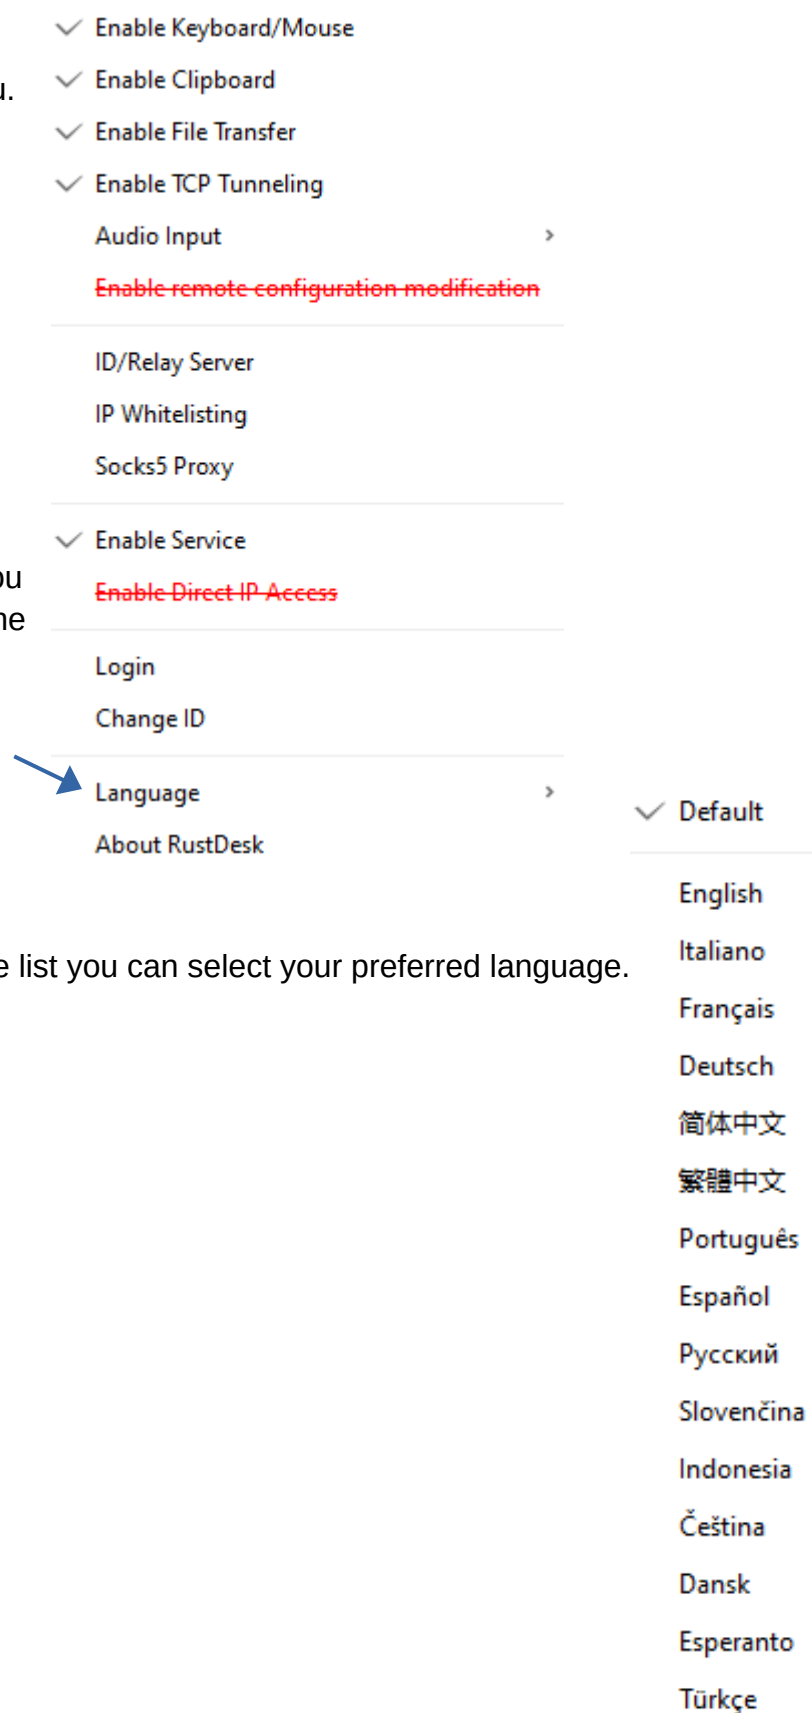 Enable Keyboard/Mouse
Enable Clipboard
Enable File Transfer
Enable TCP Tunneling
Audio Input
Enable remote configuration modification
ID/Relay Server
IP Whitelisting
Socks5 Proxy
Enable Service
Enable Direct IP Access
Login
Change ID
Language
About RustDesk
list you can select your preferred language.
Default
English
Italiano
Français
Deutsch
简体中文
繁體中文
Português
Español
Русский
Slovenčina
Indonesia
Čeština
Dansk
Esperanto
Türkçe